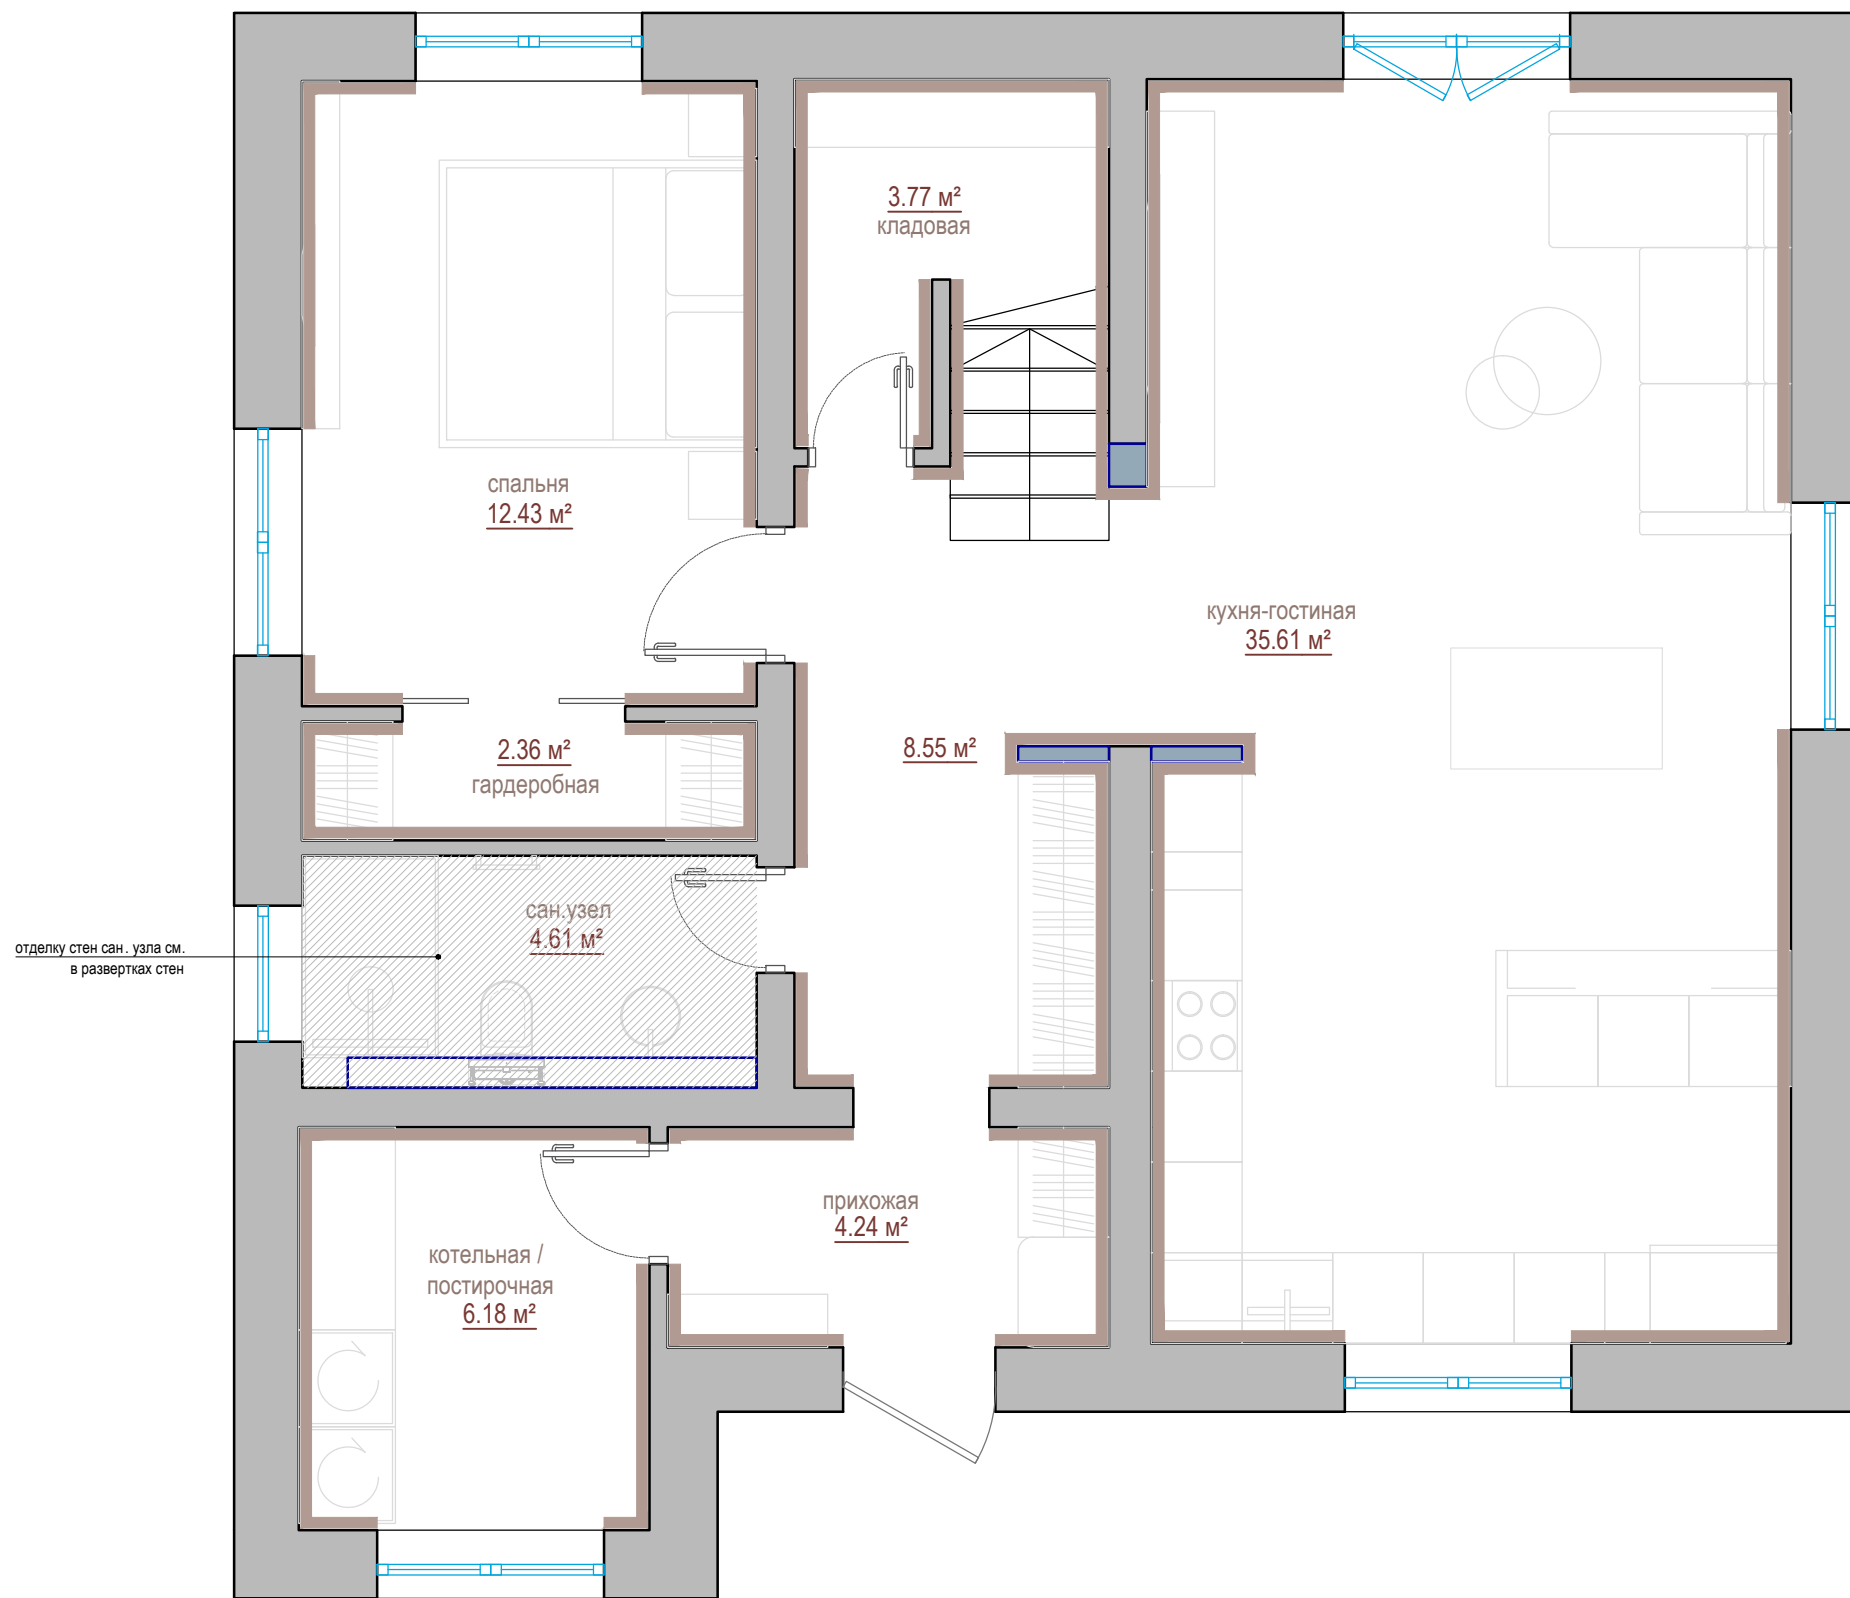 3.77 м²
кладовая
спальня
12.43 м²
кухня-гостиная
35.61 м²
2.36 м²
гардеробная
8.55 м²
сан.узел
4.61 м²
отделку стен сан. узла см.
в развертках стен
прихожая
4.24 м²
котельная /
постирочная
6.18 м²